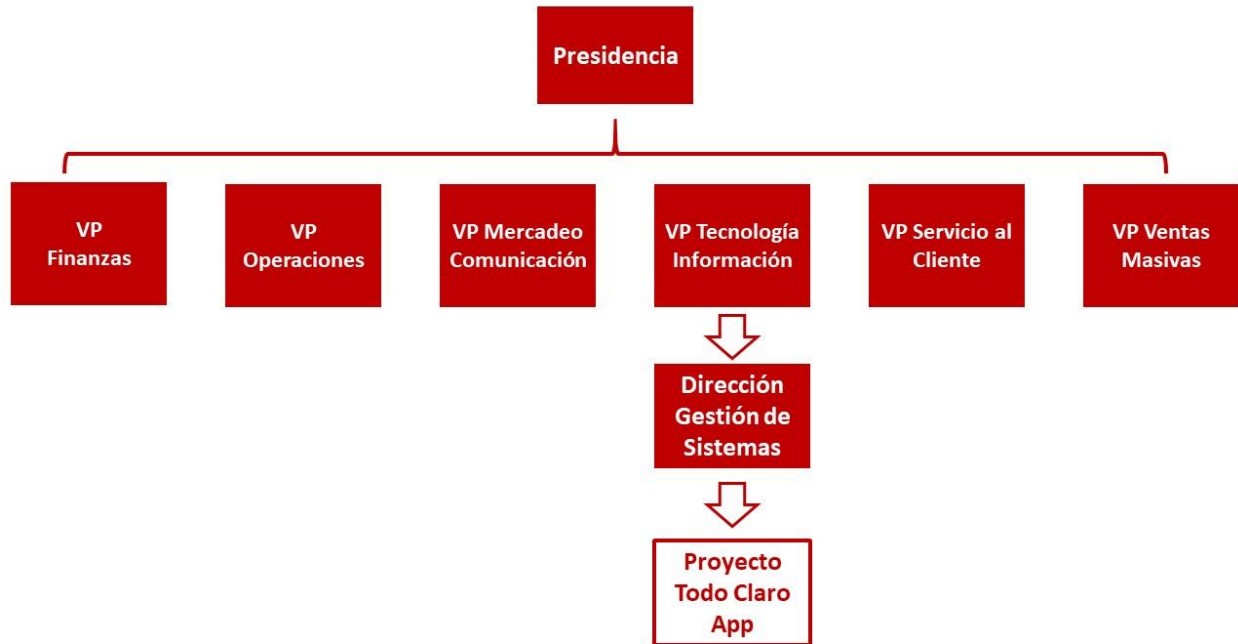 Presidencia
VP
Finanzas
VP
Operaciones
VP Mercadeo
Comunicación
VP Tecnología
Información
VP Servicio al
Cliente
VP Ventas
Masivas
Dirección
Gestión de
Sistemas
Proyecto
Todo Claro
App